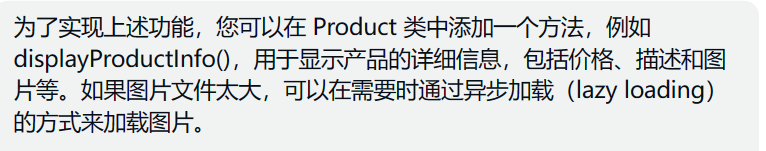 为了实现上述功能，您可以在 Product 类中添加一个方法，例如
displayProductInfo()，用于显示产品的详细信息，包括价格、描述和图
片等。如果图片文件太大，可以在需要时通过异步加载（lazy loading）
的方式来加载图片。